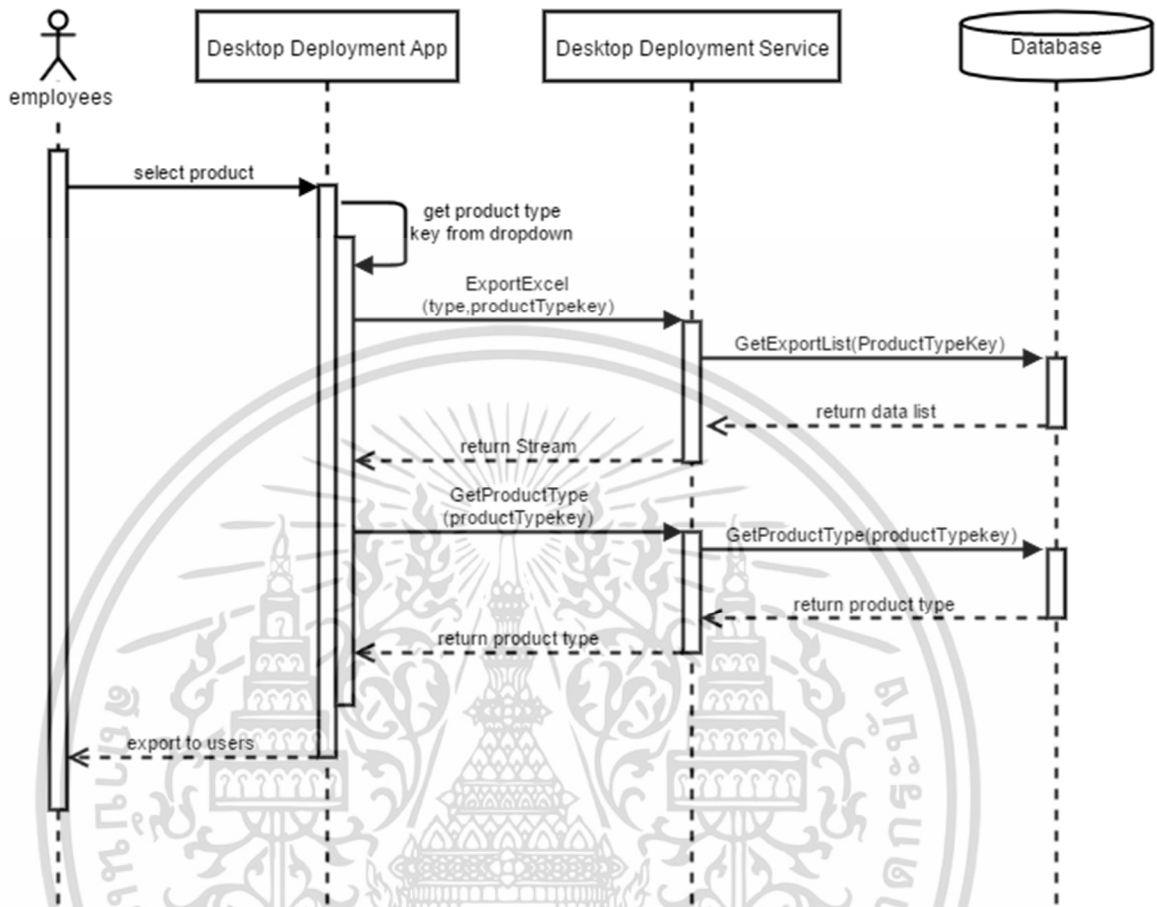 Desktop Deployment App
Desktop Deployment Service
Database
employees
select product
get product type
key from dropdown
ExportExcel
(type,productTypekey)
GetExportList(ProductTypeKey)
return data list
return Stream
GetProductType
(productTypekey)
GetProductType(productTypekey)
return product type
return product type
export to users